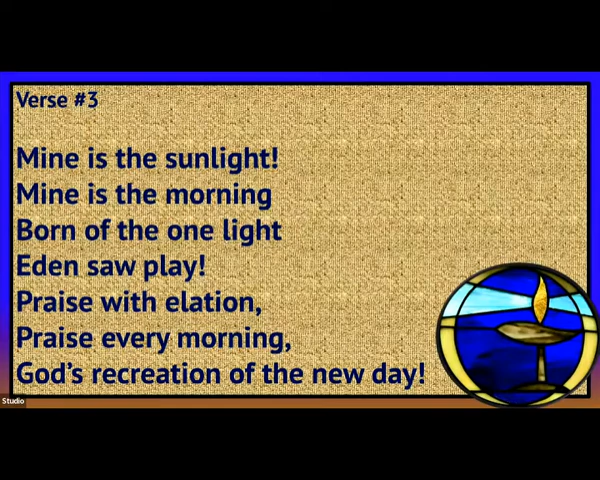 Verse #3
Mine is the sunlight!
Mine is the morning
Born of the one light
Eden saw play!
Praise with elation,
Praise every morning,
God's recreation of the new day!
Studio